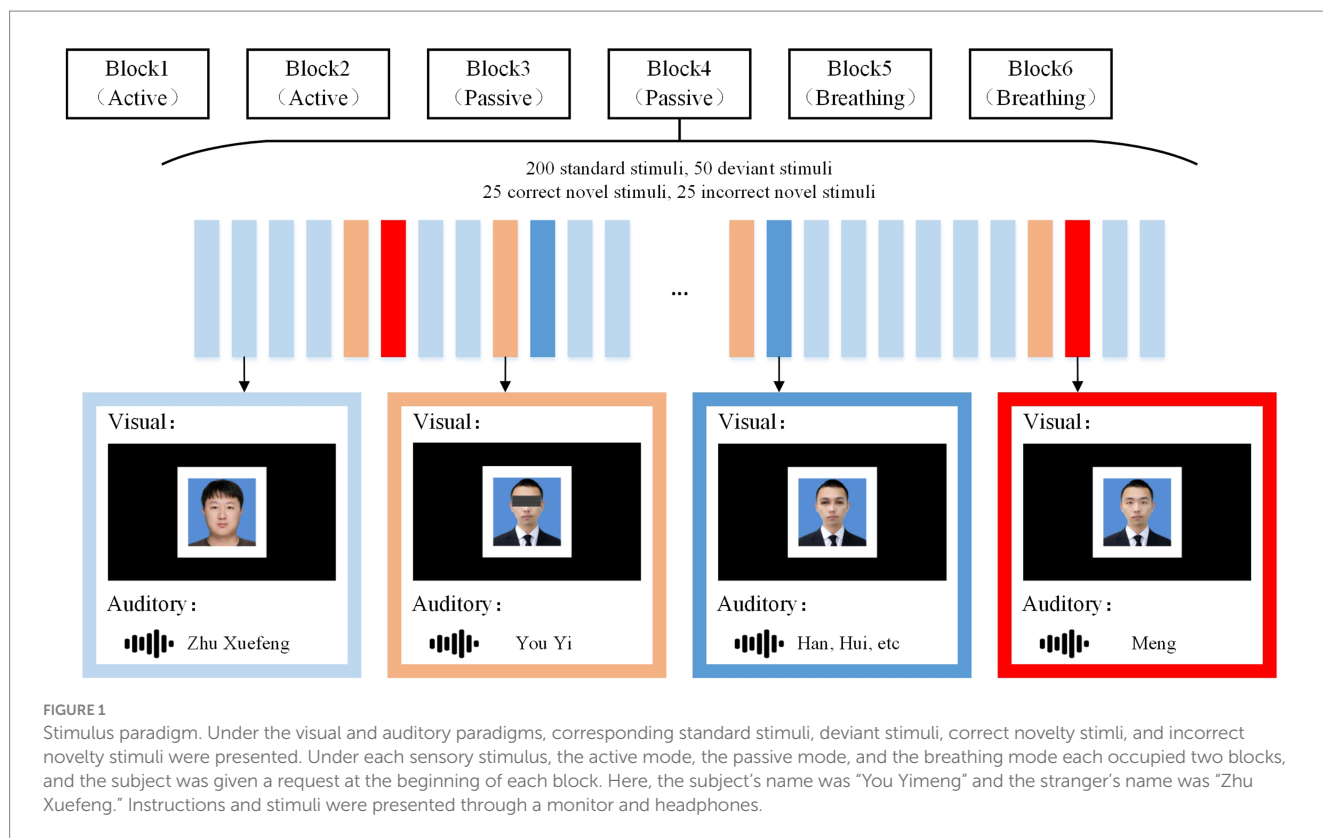 Block1
（Active）
Block2
（Active）
Block3
（Passive）
Block4
（Passive）
Block5
（Breathing）
Block6
（Breathing）
200 standard stimuli, 50 deviant stimuli
25 correct novel stimuli, 25 incorrect novel stimuli
...
Visual：
Auditory：
Zhu Xuefeng
Visual：
Auditory：
You Yi
Visual：
Auditory：
Han, Hui, etc
Visual：
Auditory：
Meng
FIGURE 1
Stimulus paradigm. Under the visual and auditory paradigms, corresponding standard stimuli, deviant stimuli, correct novelty stimli, and incorrect
novelty stimuli were presented. Under each sensory stimulus, the active mode, the passive mode, and the breathing mode each occupied two blocks,
and the subject was given a request at the beginning of each block. Here, the subject’s name was “You Yimeng” and the stranger’s name was “Zhu
Xuefeng.” Instructions and stimuli were presented through a monitor and headphones.